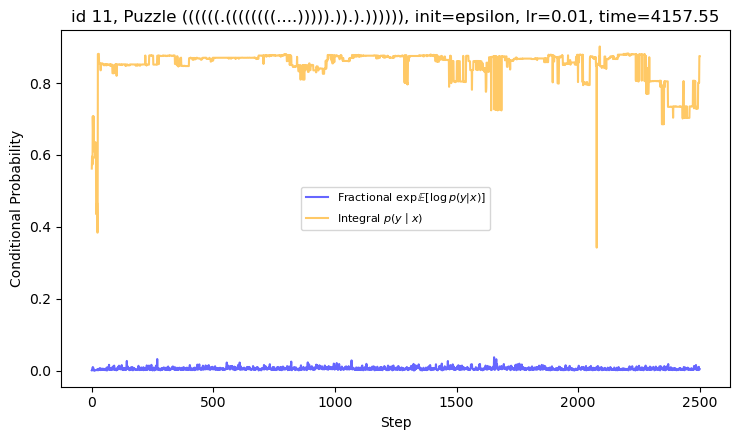 id 11, Puzzle ((((((.((((((((....))))).)).).)))))), init=epsilon, lr=0.01, time=4157.55
Conditional Probability
0.8
0.6
0.4
0.2
0.0
Fractional exp𝔼[log p(y|x)]
Integral p(y | x)
0
500
1000
1500
2000
2500
Step